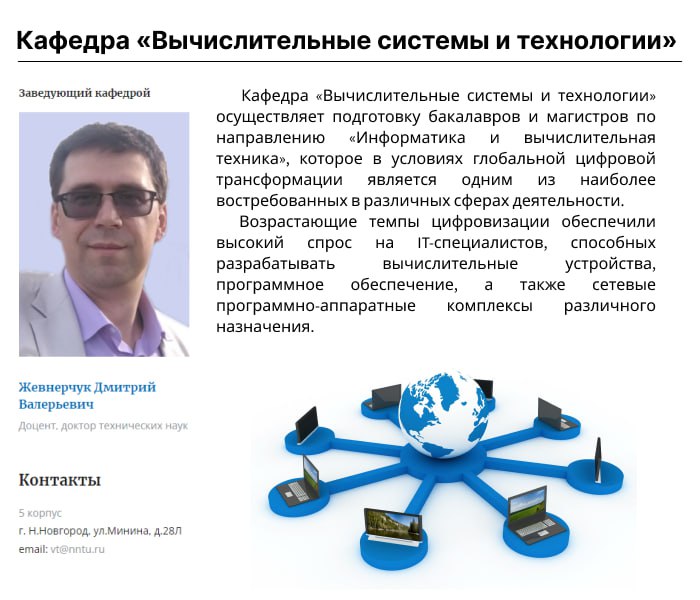 Кафедра «Вычислительные системы и технологии»
Заведующий кафедрой
Жевнерчук Дмитрий
Валерьевич
Доцент, доктор технических наук
Контакты
5 корпус
г. Н.Новгород, ул.Минина, д.28Л
email: vt@nntu.ru
Кафедра «Вычислительные системы и технологии»
осуществляет подготовку бакалавров и магистров по
направлению «Информатика и вычислительная
техника», которое в условиях глобальной цифровой
трансформации является одним из наиболее
востребованных в различных сферах деятельности.
Возрастающие темпы цифровизации обеспечили
высокий спрос на IT-специалистов, способных
разрабатывать вычислительные устройства,
программное обеспечение, а также сетевые
программно-аппаратные комплексы различного
назначения.